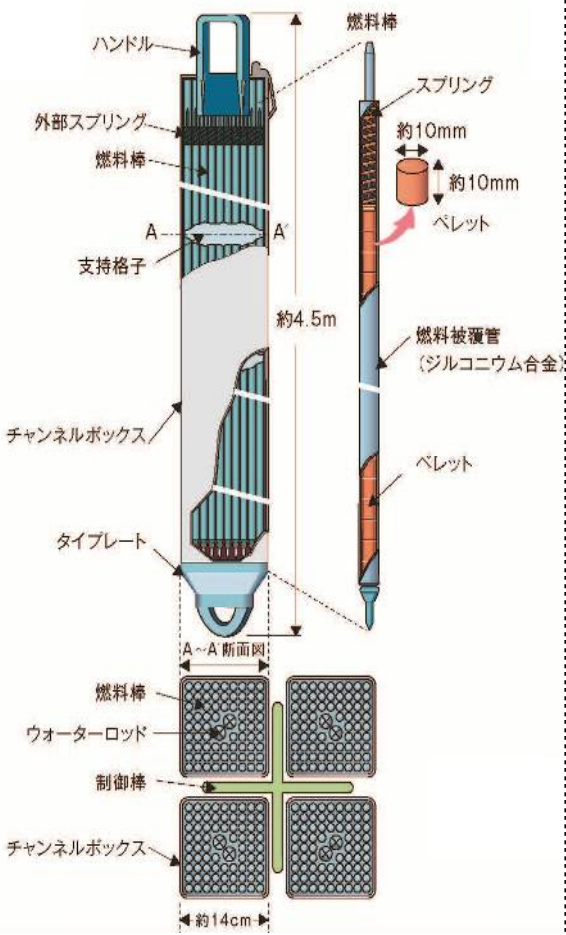 ハンドル
外部スプリング
燃料棒
A
A´
支持格子
約4.5m
チャンネルボックス
タイプレート
燃料棒
スプリング
約10mm
約10mm
ペレット
燃料被覆管
(ジルコニウム合金)
ペレット
A～A´断面図
燃料棒
ウォーターロッド
制御棒
チャンネルボックス
約14cm